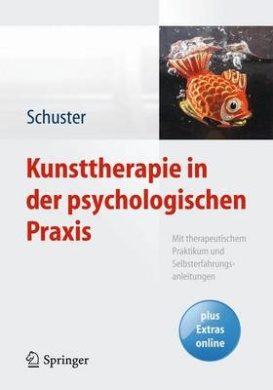 Schuster
Kunsttherapie in
der psychologischen
Praxis
Mit therapeutischem
Praktikum und
Selbsterfahrungs-
anleitungen
plus
Extras
online
Springer